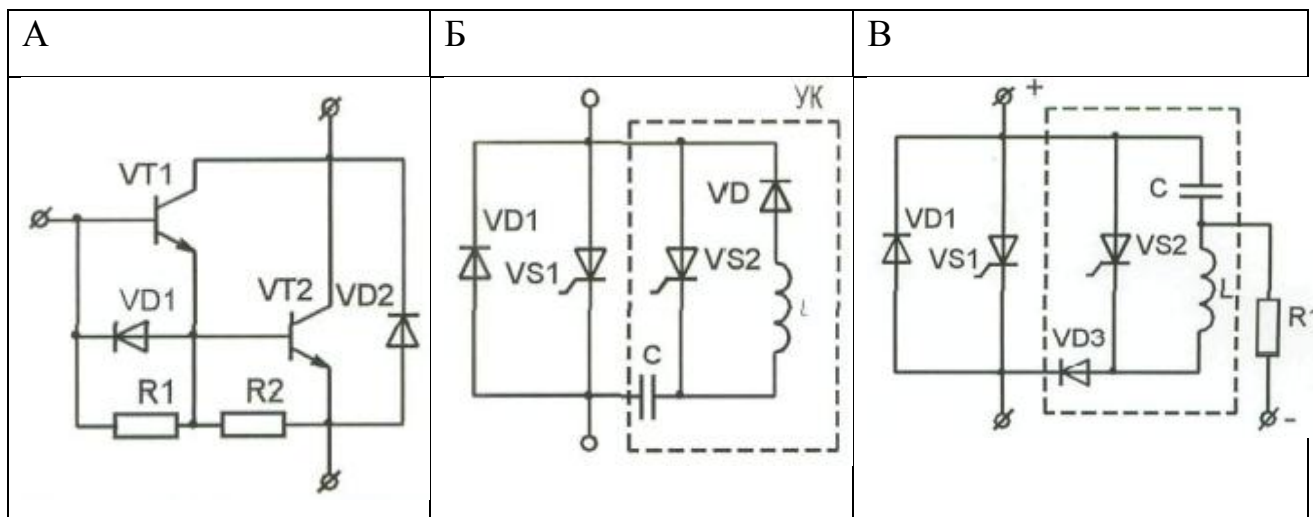 А Б В
VT1
VD1
VT2
VD2
R1
R2
УК
VD1
VS1
VS2
VD
L
C
+
VD1
VS1
VS2
C
L
VD3
R1
-